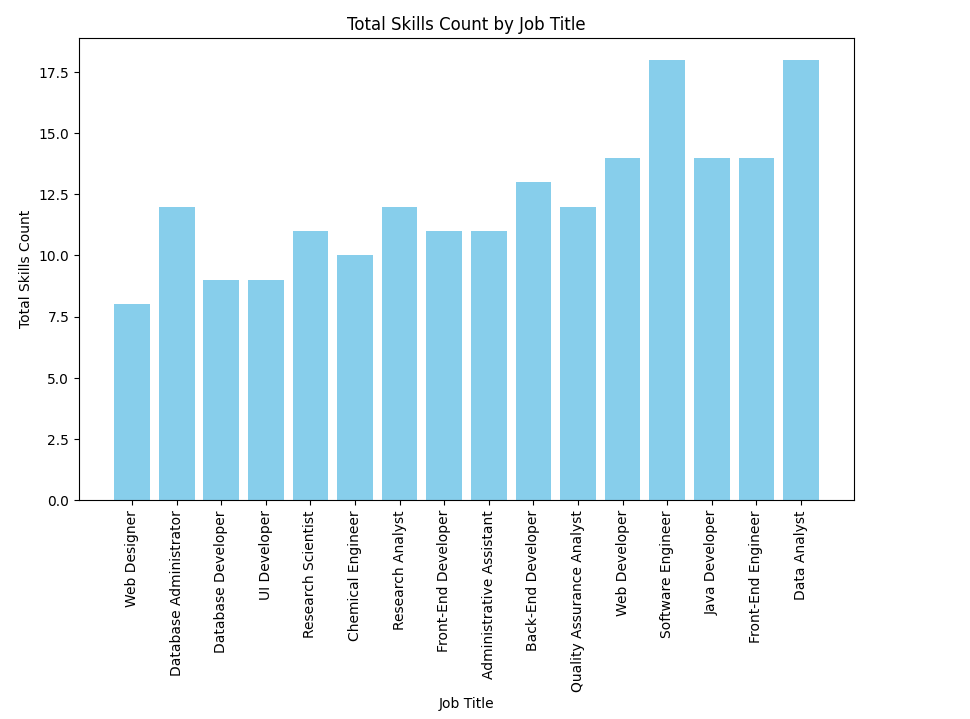 Total Skills Count by Job Title
Total Skills Count
17.5
15.0
12.5
10.0
7.5
5.0
2.5
0.0
Web Designer
Database Administrator
Database Developer
UI Developer
Research Scientist
Chemical Engineer
Research Analyst
Front-End Developer
Administrative Assistant
Back-End Developer
Quality Assurance Analyst
Web Developer
Software Engineer
Java Developer
Front-End Engineer
Data Analyst
Job Title